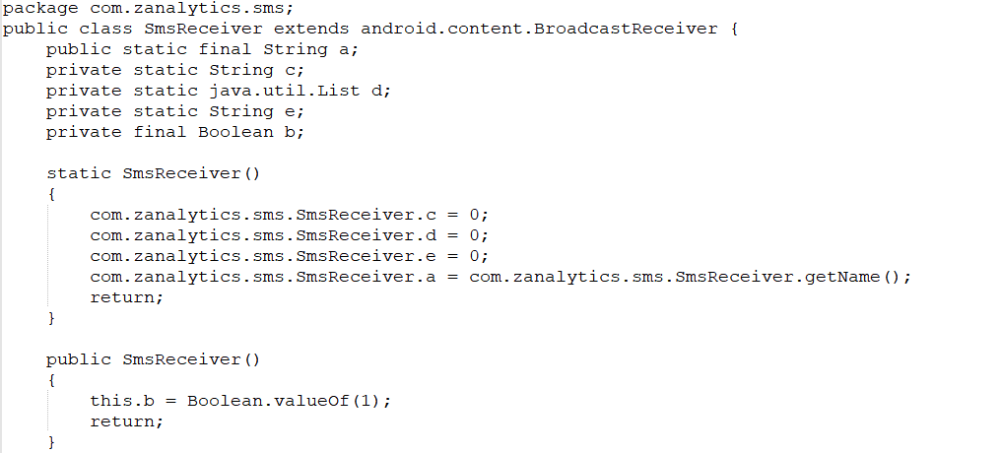 package com.zanalytics.sms;
public class SmsReceiver extends android.content.BroadcastReceiver {
    public static final String a;
    private static String c;
    private static java.util.List d;
    private static String e;
    private final Boolean b;

    static SmsReceiver()
    {
        com.zanalytics.sms.SmsReceiver.c = 0;
        com.zanalytics.sms.SmsReceiver.d = 0;
        com.zanalytics.sms.SmsReceiver.e = 0;
        com.zanalytics.sms.SmsReceiver.a = com.zanalytics.sms.SmsReceiver.getName();
        return;
    }

    public SmsReceiver()
    {
        this.b = Boolean.valueOf(1);
        return;
    }